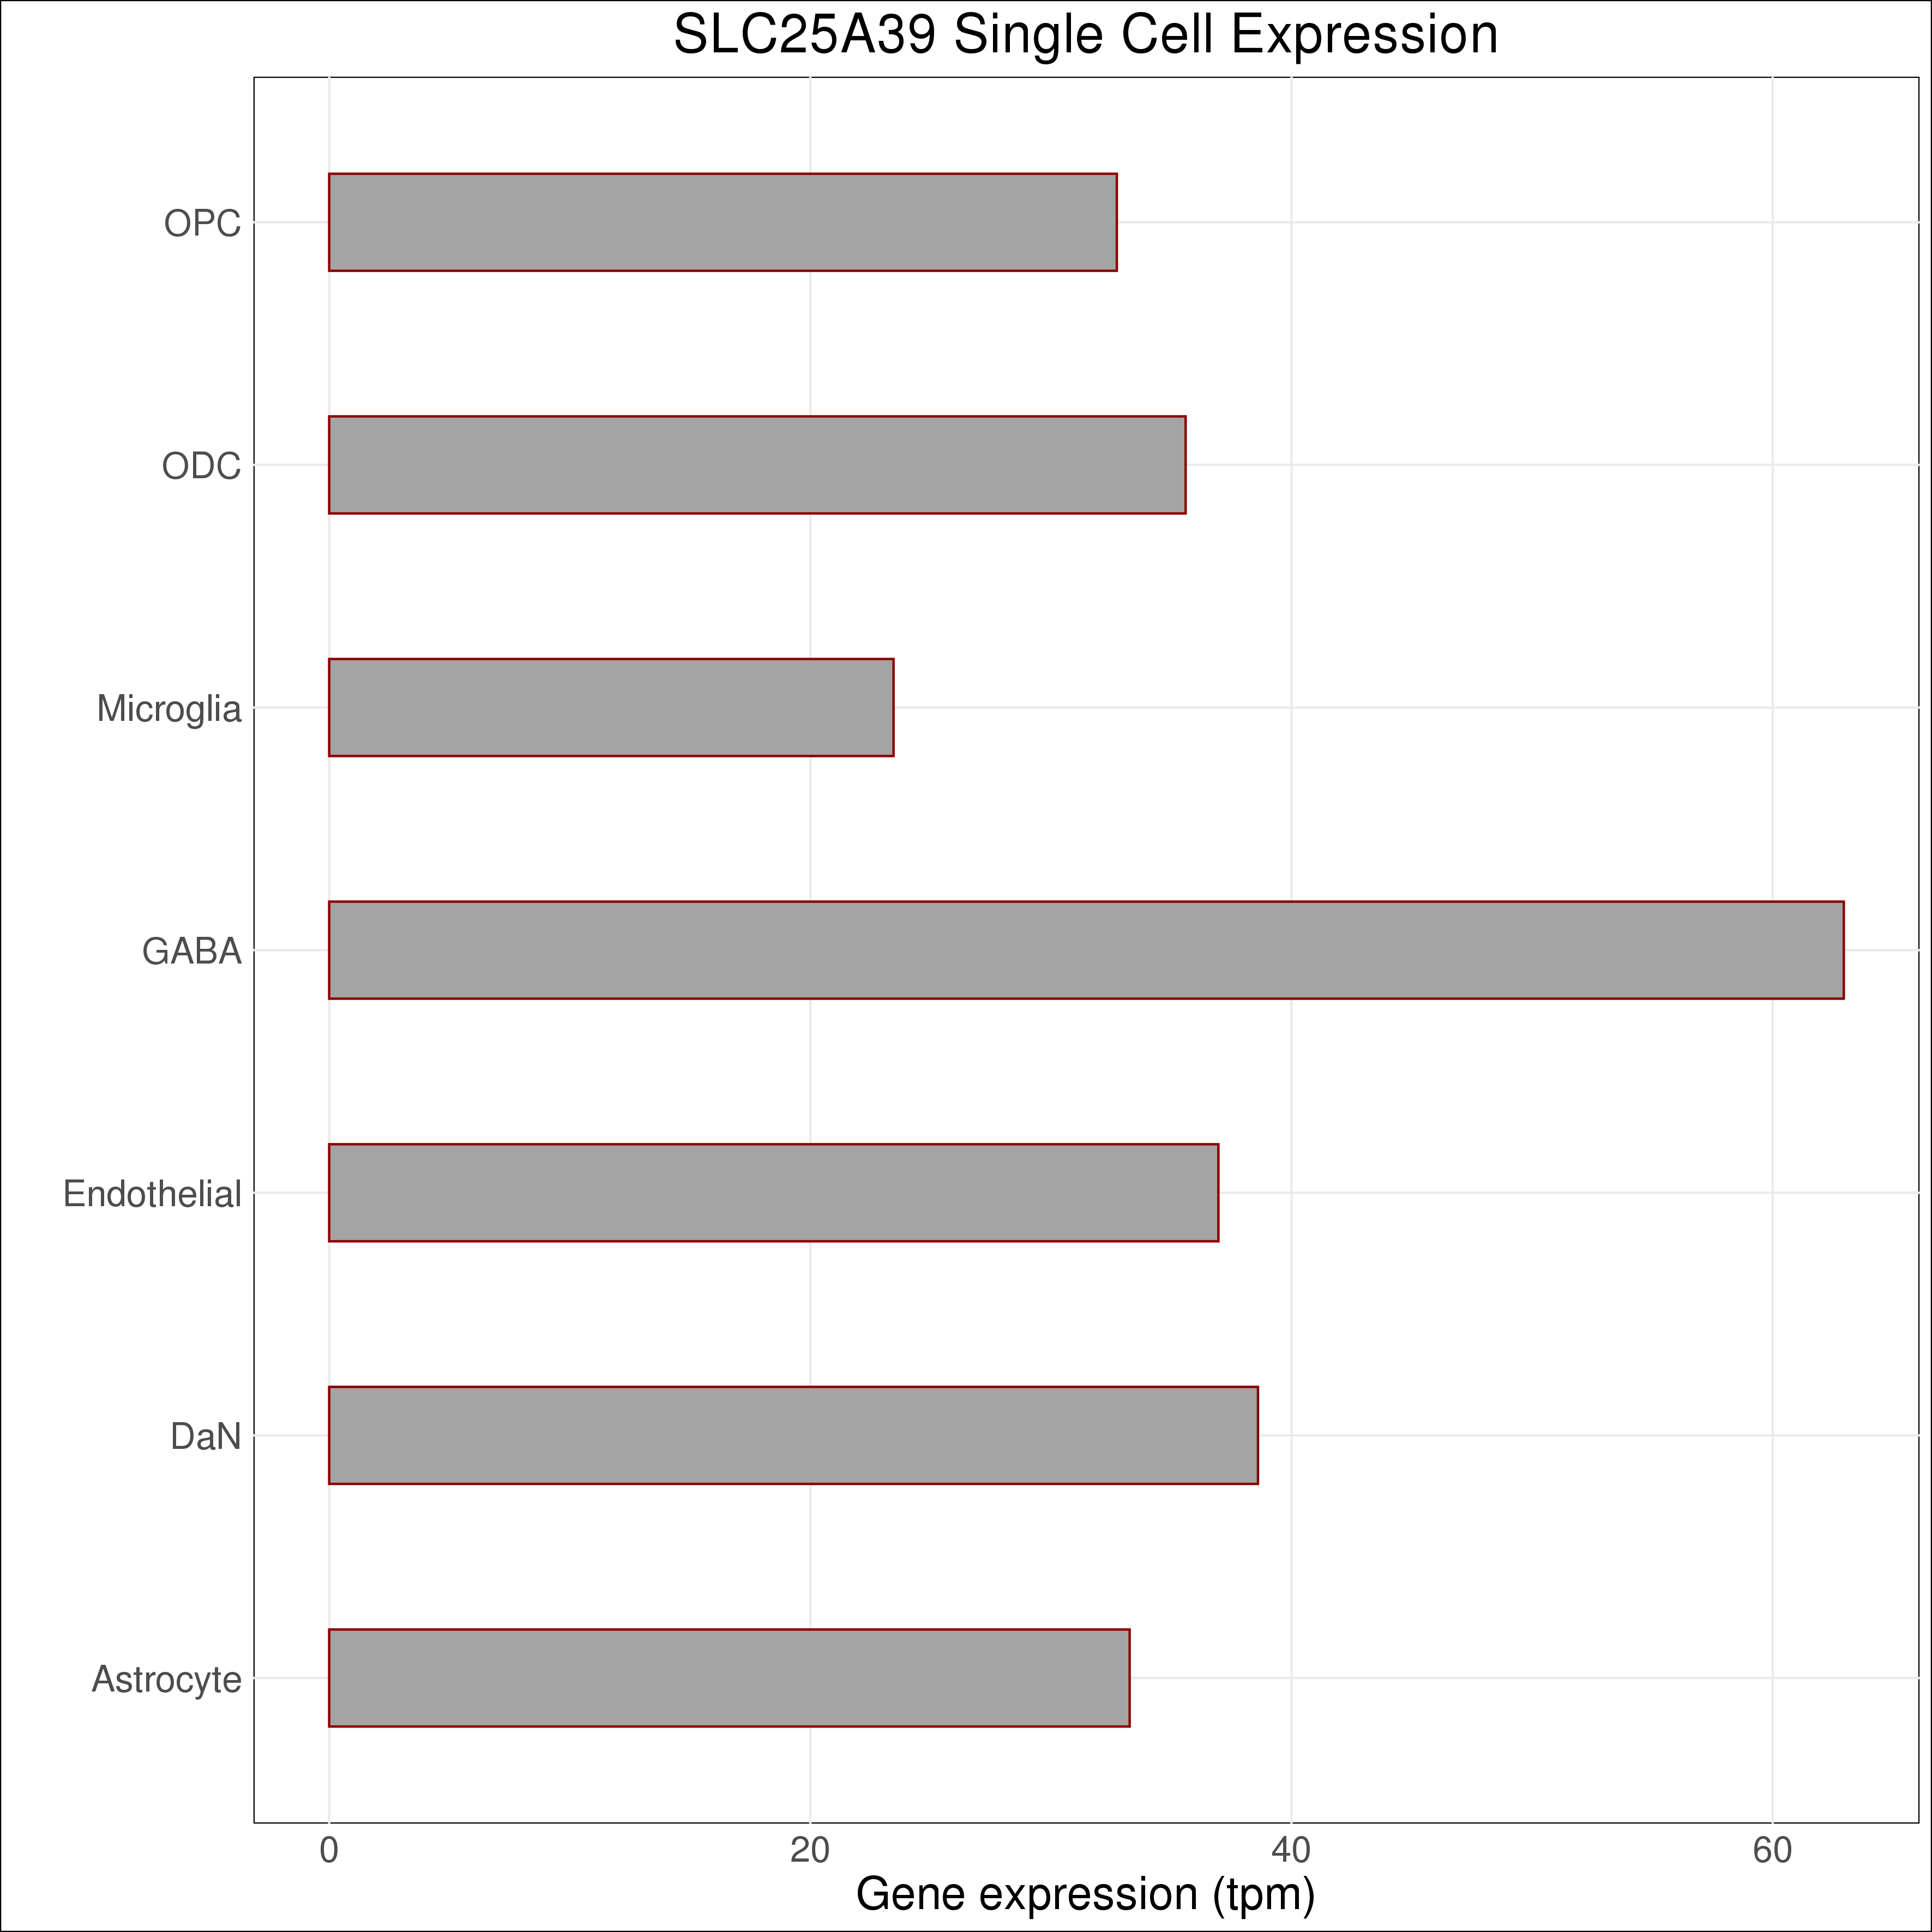 SLC25A39 Single Cell Expression
OPC
ODC
Microglia
GABA
Endothelial
DaN
Astrocyte
0 20 40 60
Gene expression (tpm)